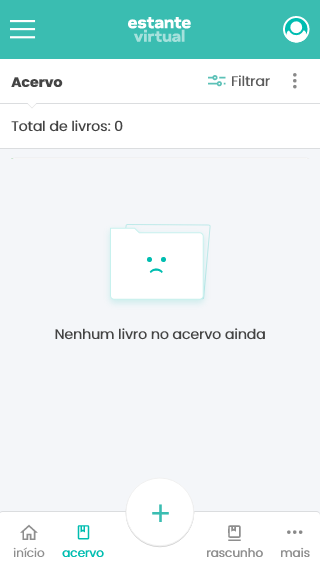 estante
virtual
Acervo
Filtrar
Total de livros: 0
Nenhum livro no acervo ainda
início
acervo
rascunho
mais